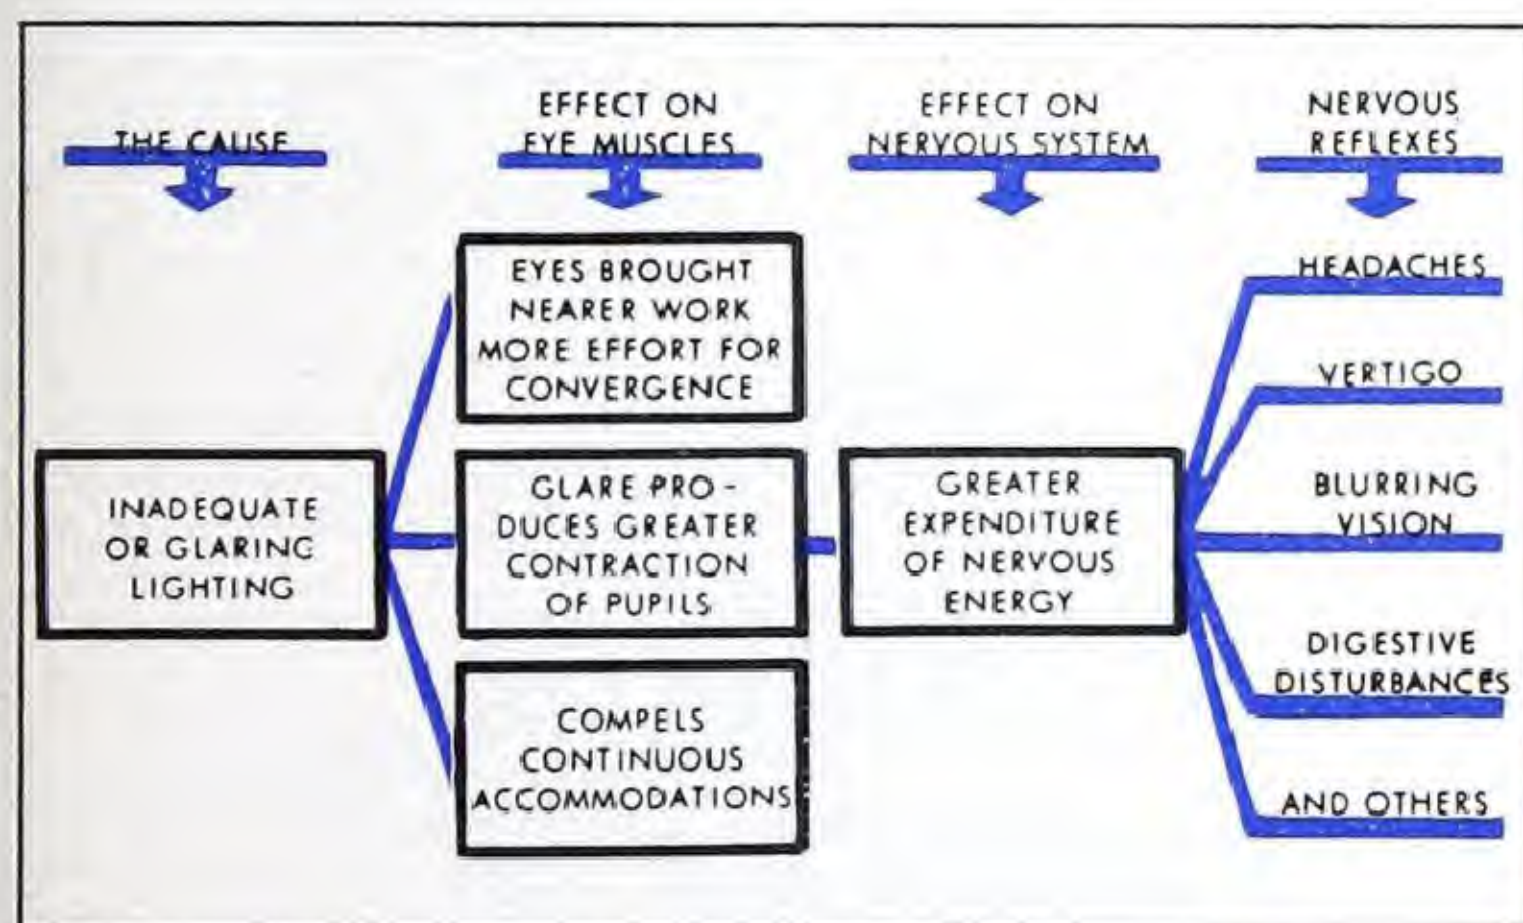 THE CAUSE
EFFECT ON
EYE MUSCLES
EFFECT ON
NERVOUS SYSTEM
NERVOUS
REFLEXES
INADEQUATE
OR GLARING
LIGHTING
EYES BROUGHT
NEARER WORK
MORE EFFORT FOR
CONVERGENCE
GLARE PRO-
DUCES GREATER
CONTRACTION
OF PUPILS
COMPELS
CONTINUOUS
ACCOMMODATIONS
GREATER
EXPENDITURE
OF NERVOUS
ENERGY
HEADACHES
VERTIGO
BLURRING
VISION
DIGESTIVE
DISTURBANCES
AND OTHERS